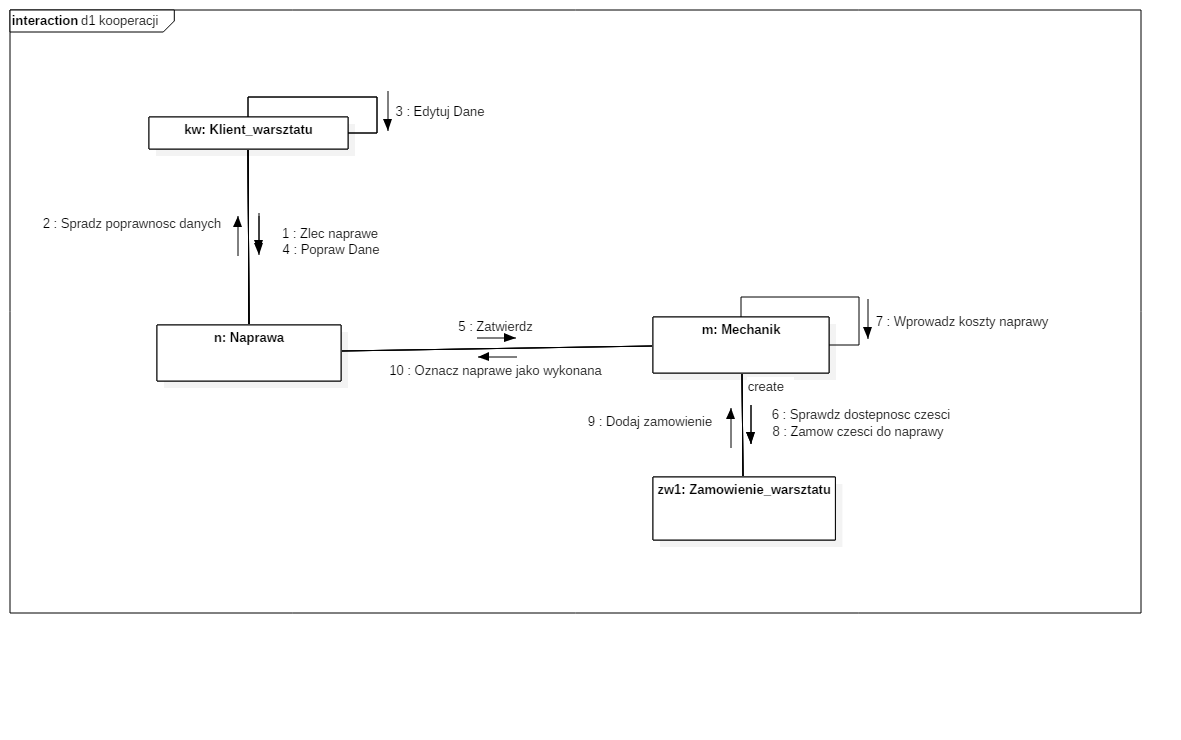 interaction d1 kooperacji
3 : Edytuj Dane
kw: Klient_warsztatu
2 : Spradz poprawnosc danych
1 : Zlec naprawe
4 : Popraw Dane
5 : Zatwierdz
n: Naprawa
m: Mechanik
7 : Wprowadz koszty naprawy
10 : Oznacz naprawe jako wykonana
create
9 : Dodaj zamowienie
6 : Sprawdz dostepnosc czesci
8 : Zamow czesci do naprawy
zw1: Zamowienie_warsztatu